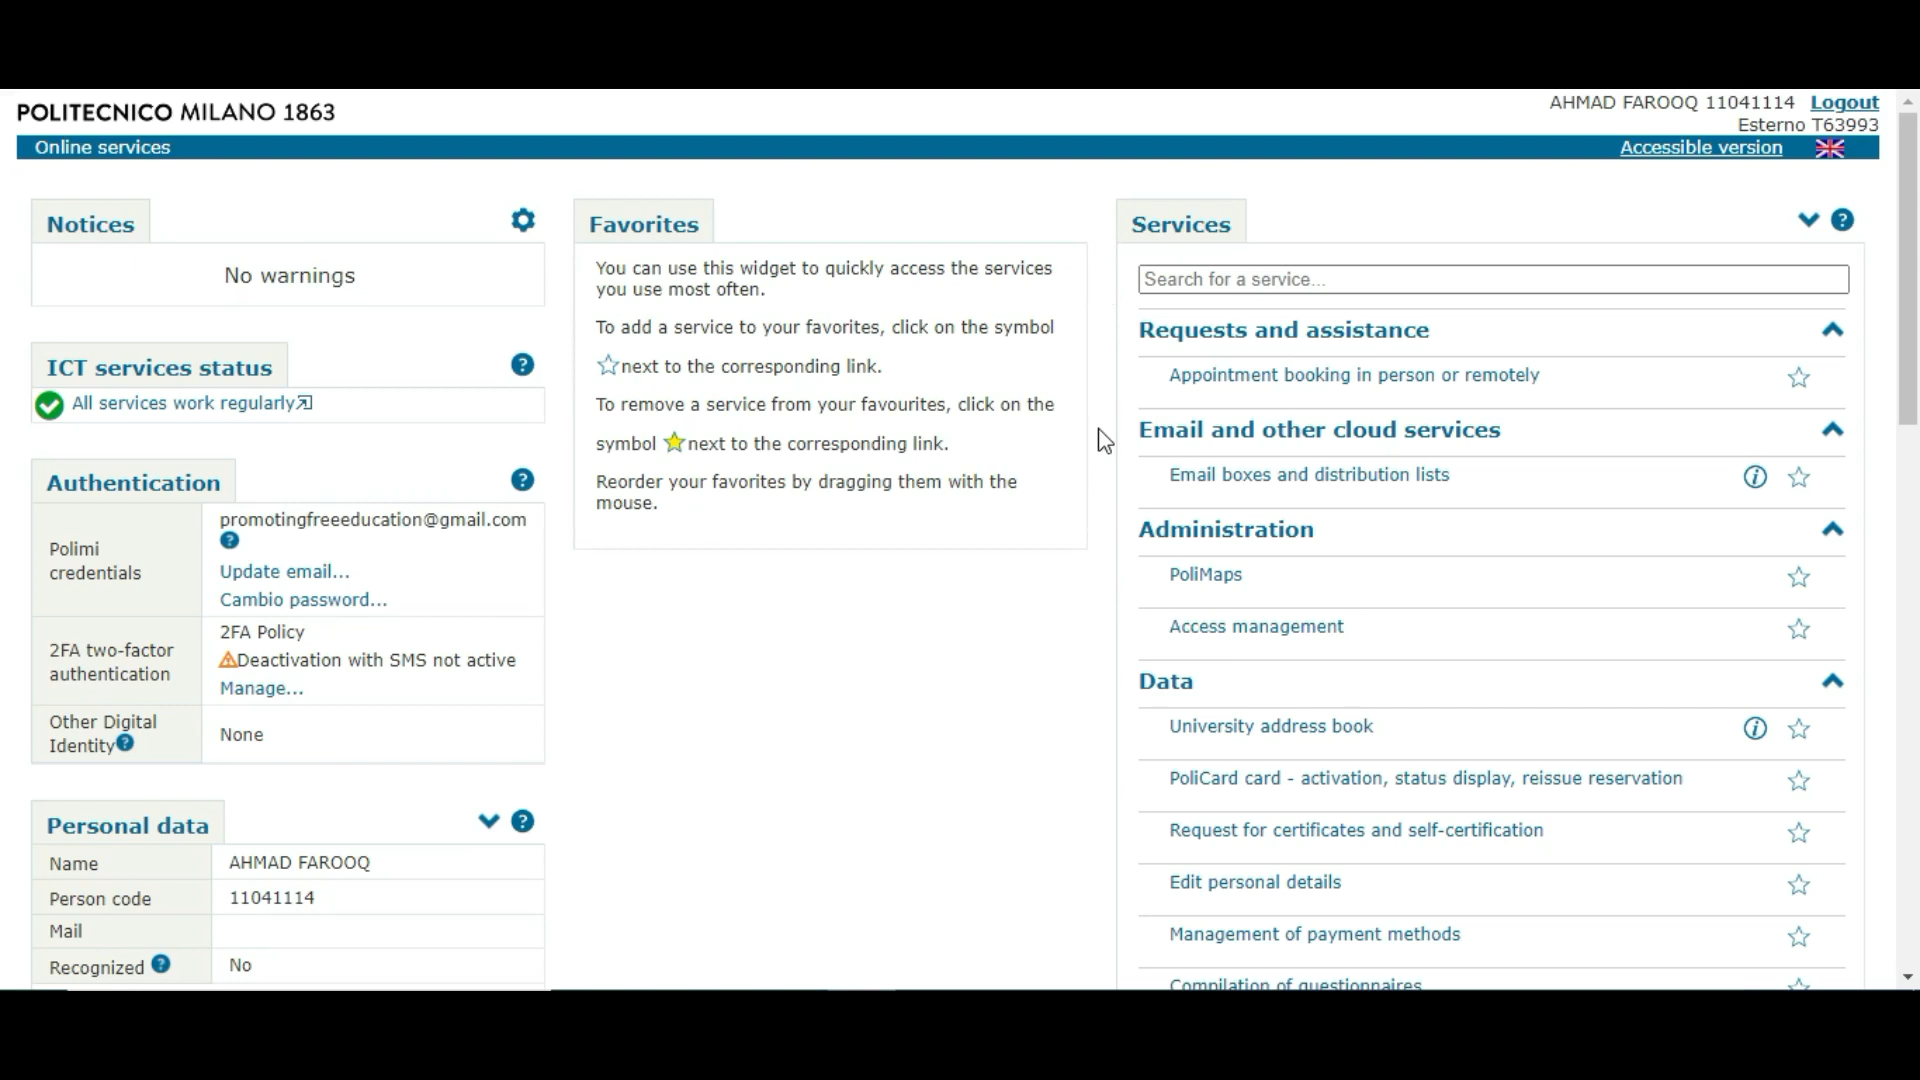 POLITECNICO MILANO 1863
AHMAD FAROOQ 11041114 Logout
Esterno T63993
Online services
Accessible version
Notices
No warnings
ICT services status
?
All services work regularly
Authentication
?
Polimi
credentials
promotingfreeeducation@gmail.com
?
Update email...
Cambio password...
2FA two-factor
authentication
2FA Policy
Deactivation with SMS not active
Manage...
Other Digital
Identity ?
None
Personal data
?
Name AHMAD FAROOQ
Person code 11041114
Mail
Recognized ? No
Favorites
You can use this widget to quickly access the services
you use most often.
To add a service to your favorites, click on the symbol
next to the corresponding link.
To remove a service from your favourites, click on the
symbol next to the corresponding link.
Reorder your favorites by dragging them with the
mouse.
Services
?
Search for a service...
Requests and assistance
Appointment booking in person or remotely
Email and other cloud services
Email boxes and distribution lists i
Administration
PoliMaps
Access management
Data
University address book i
PoliCard card - activation, status display, reissue reservation
Request for certificates and self-certification
Edit personal details
Management of payment methods
Compilation of questionnaires